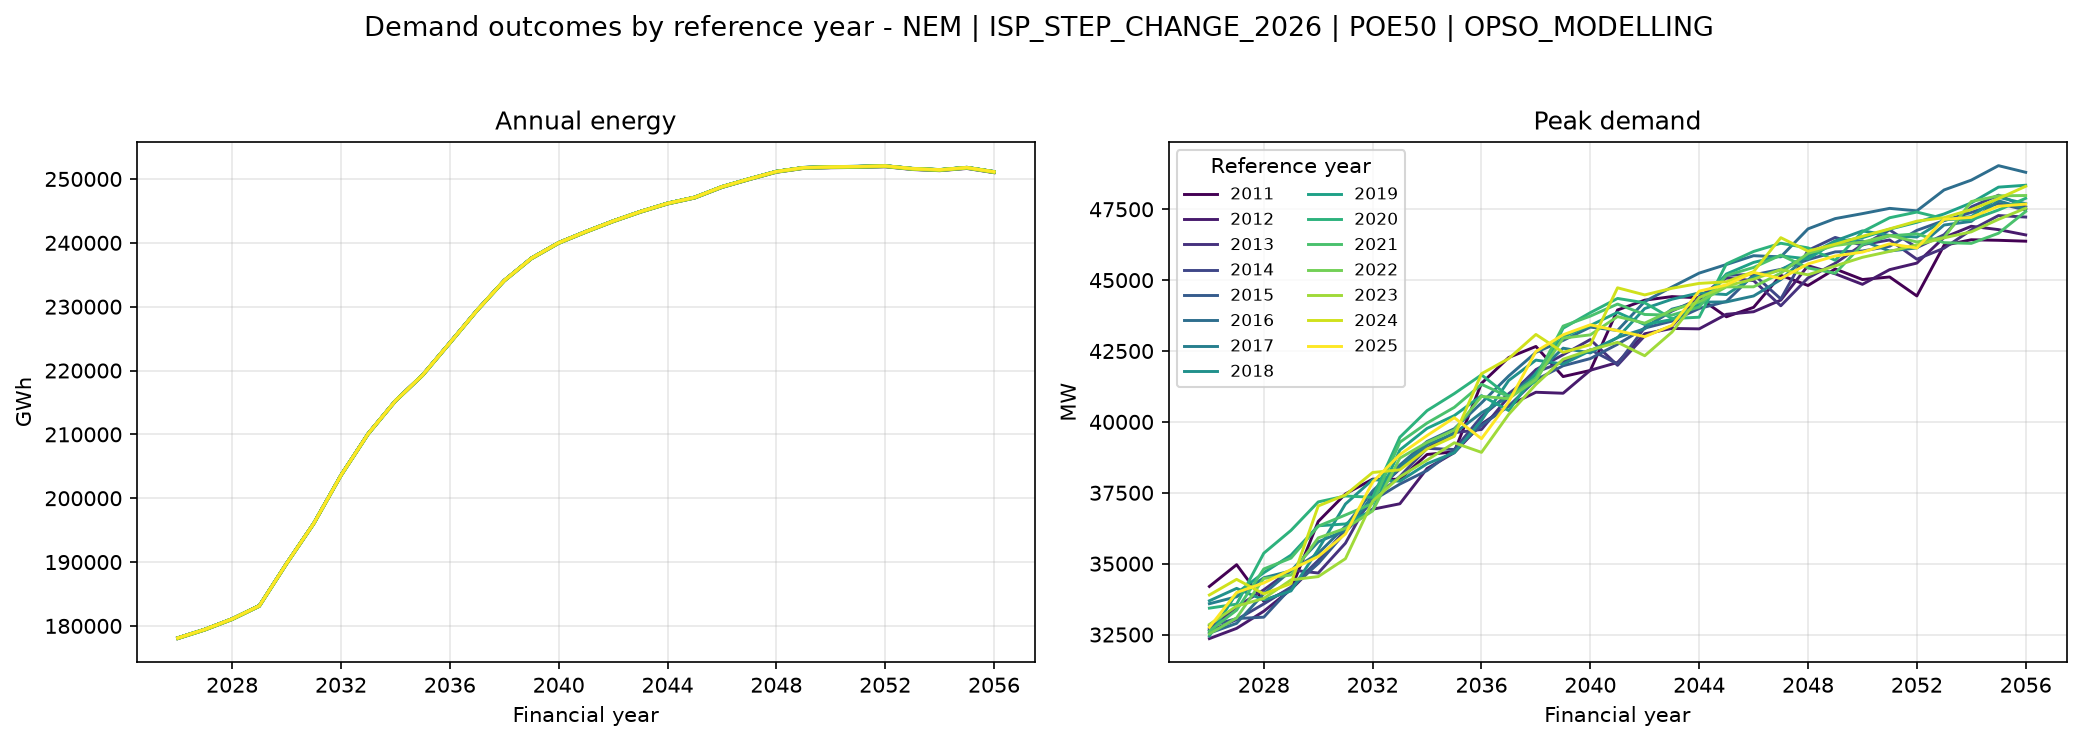 Demand outcomes by reference year - NEM | ISP_STEP_CHANGE_2026 | POE50 | OPSO_MODELLING
Annual energy
GWh
250000
240000
230000
220000
210000
200000
190000
180000
2028 2032 2036 2040 2044 2048 2052 2056
Financial year
Peak demand
MW
47500
45000
42500
40000
37500
35000
32500
Reference year
2011 2019
2012 2020
2013 2021
2014 2022
2015 2023
2016 2024
2017 2025
2018
2028 2032 2036 2040 2044 2048 2052 2056
Financial year